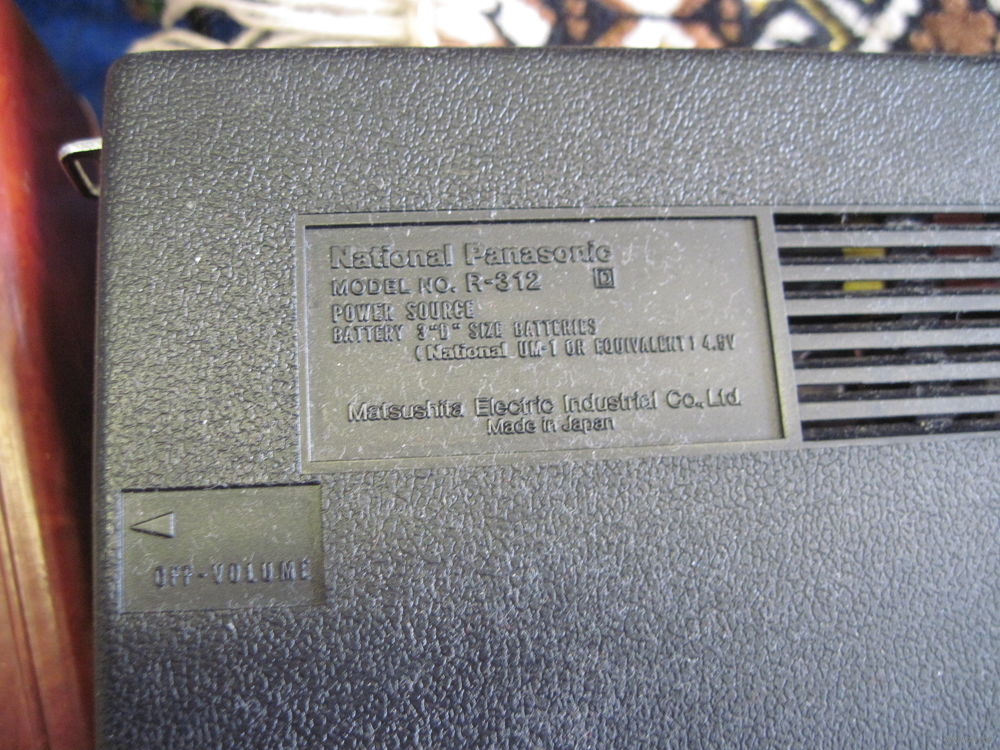 National Panasonic
MODEL NO. R-312 D
POWER SOURCE
BATTERY 3 "D" SIZE BATTERIES
(National UM-1 OR EQUIVALENT) 4.5V
Matsushita Electric Industrial Co., Ltd.
Made in Japan
OFF-VOLUME